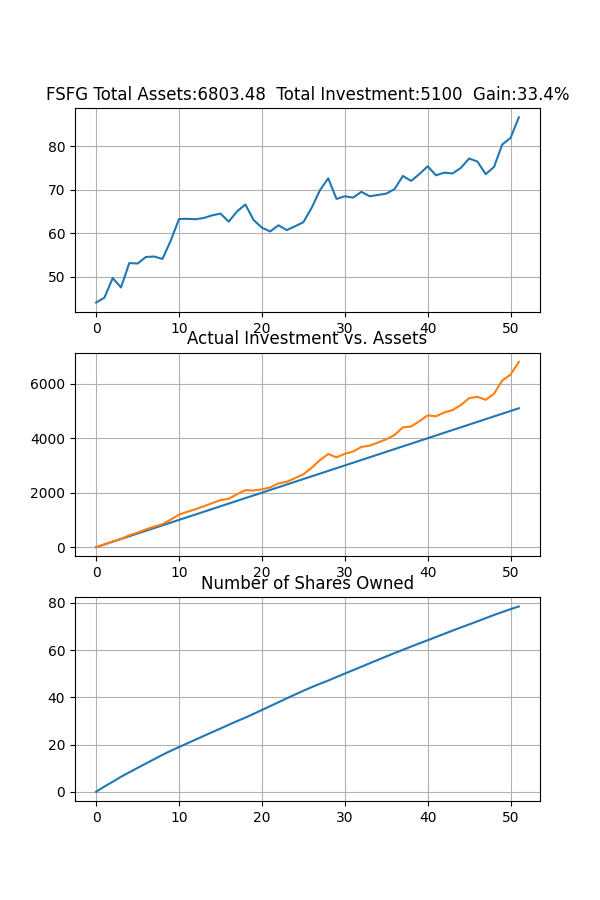 FSFG Total Assets:6803.48  Total Investment:5100  Gain:33.4%
80
70
60
50
0 10 20 30 40 50
Actual Investment vs. Assets
6000
4000
2000
0
0 10 20 30 40 50
Number of Shares Owned
80
60
40
20
0
0 10 20 30 40 50